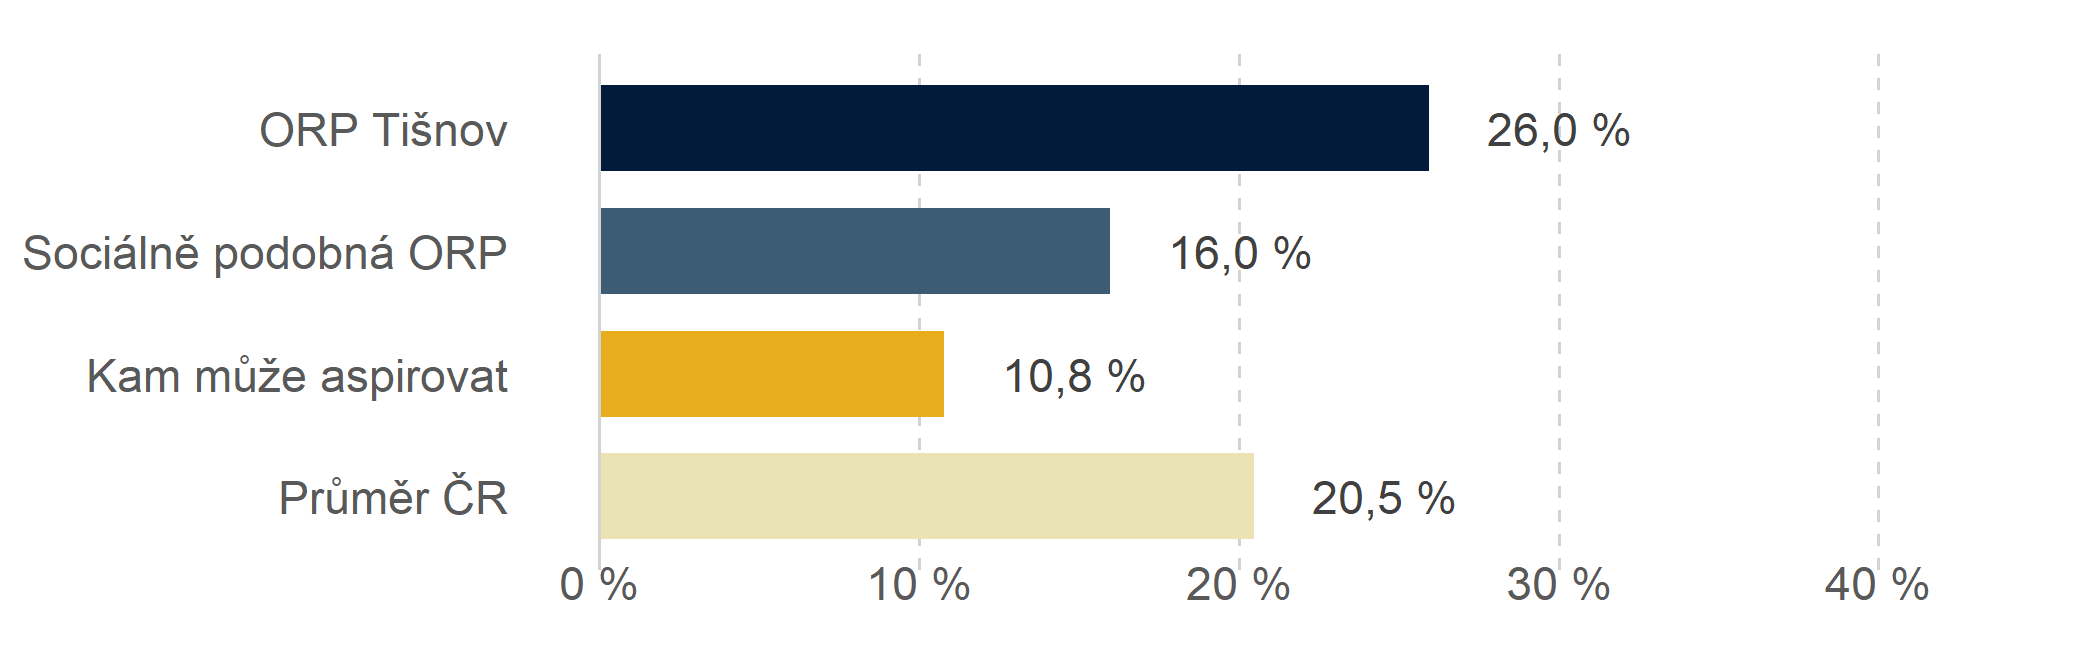 ORP Tišnov 26,0 %
Sociálně podobná ORP 16,0 %
Kam může aspirovat 10,8 %
Průměr ČR 20,5 %
0 % 10 % 20 % 30 % 40 %